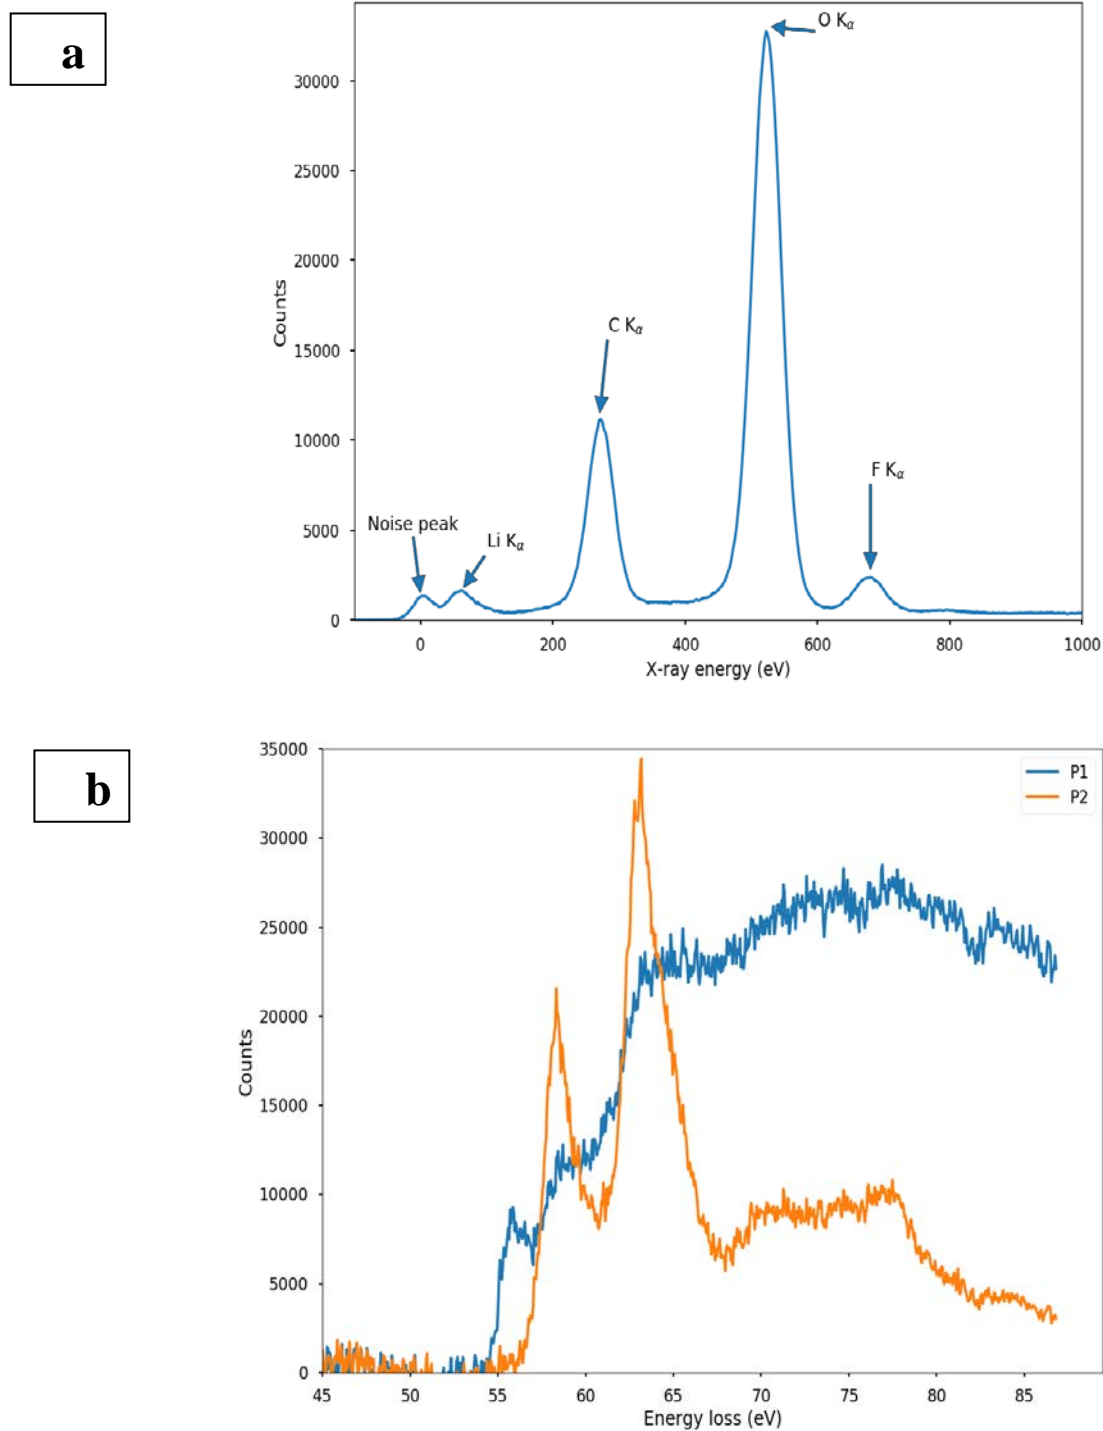 a
O Kα
30000
25000
20000
15000
10000
5000
0
Counts
C Kα
F Kα
Noise peak
Li Kα
0 200 400 600 800 1000
X-ray energy (eV)
b
35000
30000
25000
20000
15000
10000
5000
0
Counts
P1
P2
45 50 55 60 65 70 75 80 85
Energy loss (eV)